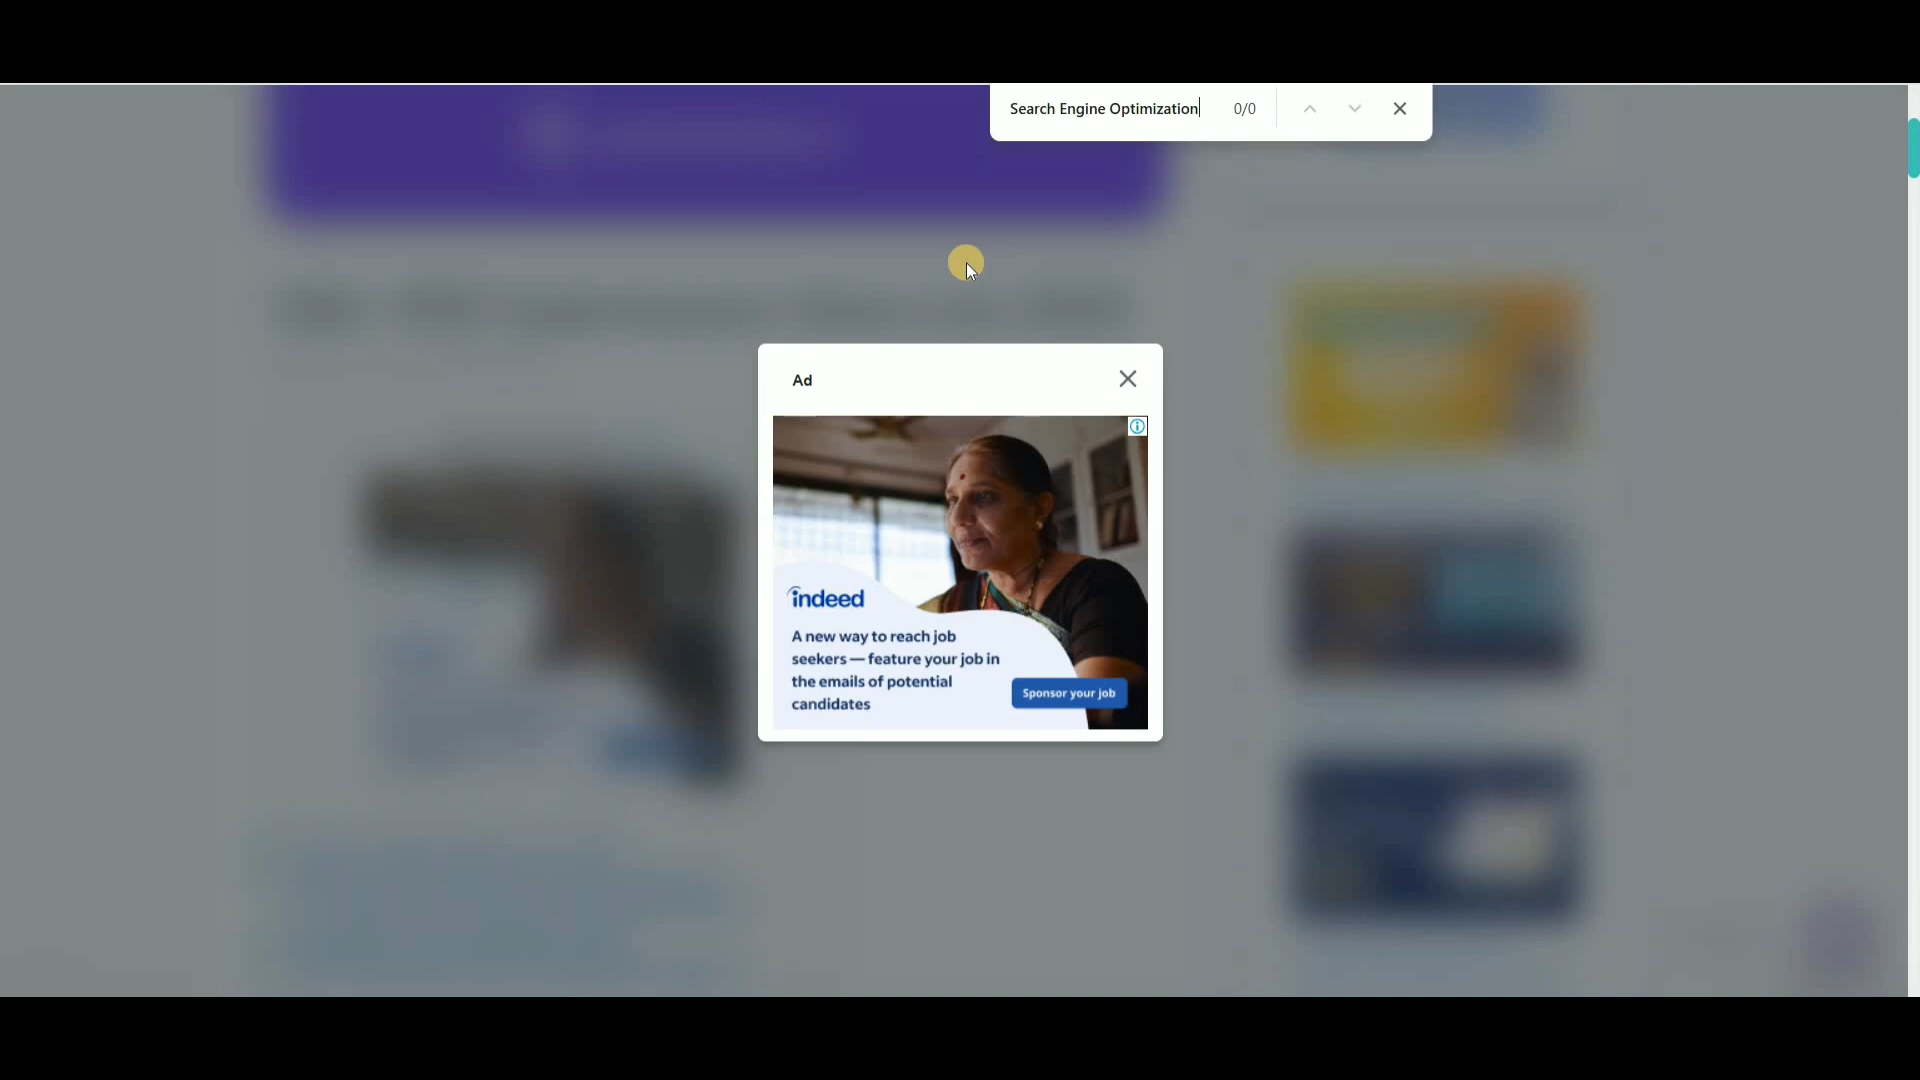 Search Engine Optimization 0/0
Ad
indeed
A new way to reach job
seekers — feature your job in
the emails of potential
candidates
Sponsor your job